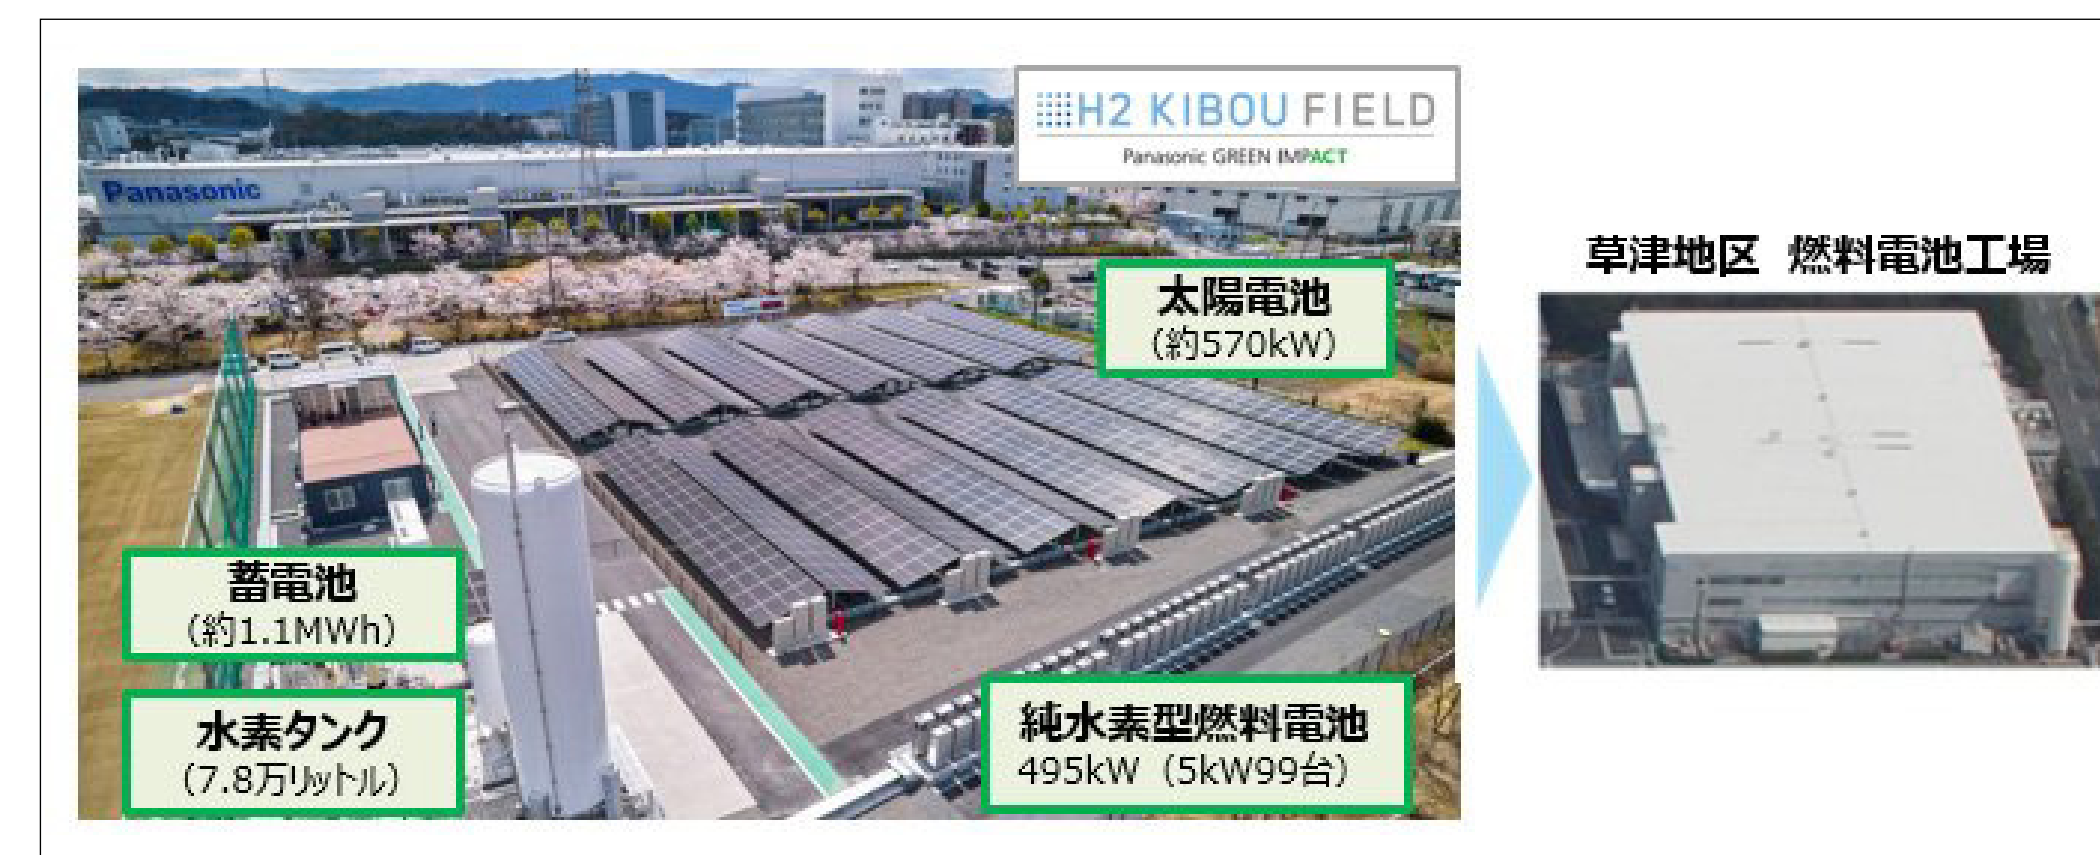 H2 KIBOU FIELD
Panasonic GREEN IMPACT
Panasonic
草津地区 燃料電池工場
太陽電池
(約570kW)
蓄電池
(約1.1MWh)
水素タンク
(7.8万リットル)
純水素型燃料電池
495kW (5kW99台)